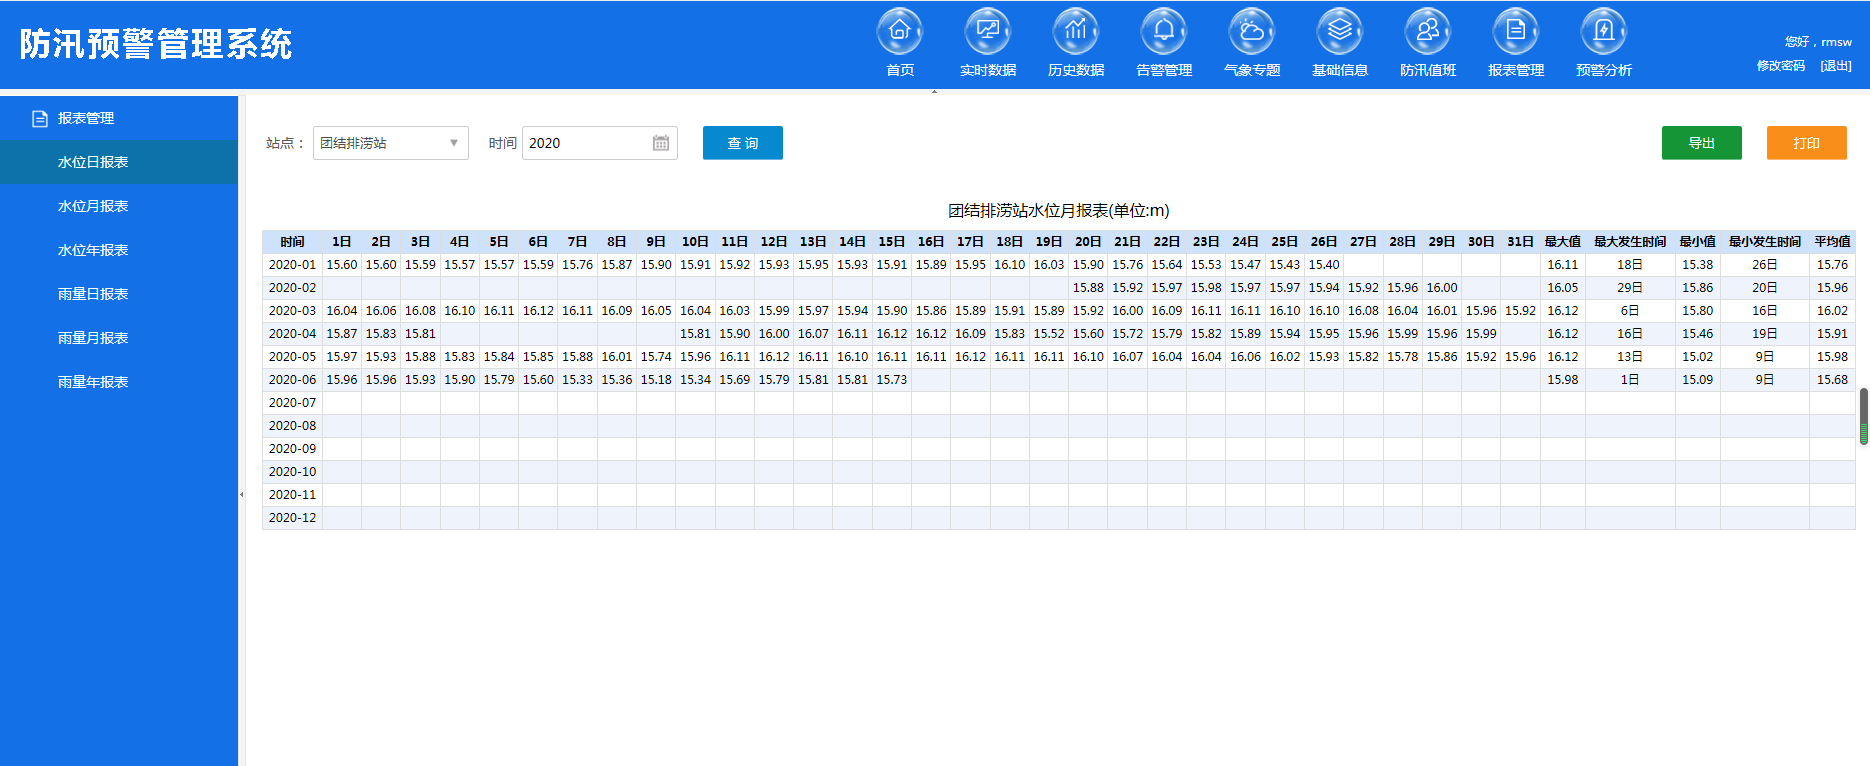 防汛预警管理系统
首页 实时数据 历史数据 告警管理 气象专题 基础信息 防汛值班 报表管理 预警分析
您好，rmsw
修改密码 [退出]
报表管理
水位日报表
水位月报表
水位年报表
雨量日报表
雨量月报表
雨量年报表
站点： 团结排涝站 时间 2020 查 询 导出 打印
团结排涝站水位月报表(单位:m)
时间 1日 2日 3日 4日 5日 6日 7日 8日 9日 10日 11日 12日 13日 14日 15日 16日 17日 18日 19日 20日 21日 22日 23日 24日 25日 26日 27日 28日 29日 30日 31日 最大值 最大发生时间 最小值 最小发生时间 平均值
2020-01 15.60 15.60 15.59 15.57 15.57 15.59 15.76 15.87 15.90 15.91 15.92 15.93 15.95 15.93 15.91 15.89 15.95 16.10 16.03 15.90 15.76 15.64 15.53 15.47 15.43 15.40 16.11 18日 15.38 26日 15.76
2020-02 15.88 15.92 15.97 15.98 15.97 15.97 15.94 15.92 15.96 16.00 16.05 29日 15.86 20日 15.96
2020-03 16.04 16.06 16.08 16.10 16.11 16.12 16.11 16.09 16.05 16.04 16.03 15.99 15.97 15.94 15.90 15.86 15.89 15.91 15.89 15.92 16.00 16.09 16.11 16.11 16.10 16.10 16.08 16.04 16.01 15.96 15.92 16.12 6日 15.80 16日 16.02
2020-04 15.87 15.83 15.81 15.81 15.90 16.00 16.07 16.11 16.12 16.12 16.09 15.83 15.52 15.60 15.72 15.79 15.82 15.89 15.94 15.95 15.96 15.99 15.96 15.99 16.12 16日 15.46 19日 15.91
2020-05 15.97 15.93 15.88 15.83 15.84 15.85 15.88 16.01 15.74 15.96 16.11 16.12 16.11 16.10 16.11 16.11 16.12 16.11 16.11 16.10 16.07 16.04 16.04 16.06 16.02 15.93 15.82 15.78 15.86 15.92 15.96 16.12 13日 15.02 9日 15.98
2020-06 15.96 15.96 15.93 15.90 15.79 15.60 15.33 15.36 15.18 15.34 15.69 15.79 15.81 15.81 15.73 15.98 1日 15.09 9日 15.68
2020-07
2020-08
2020-09
2020-10
2020-11
2020-12